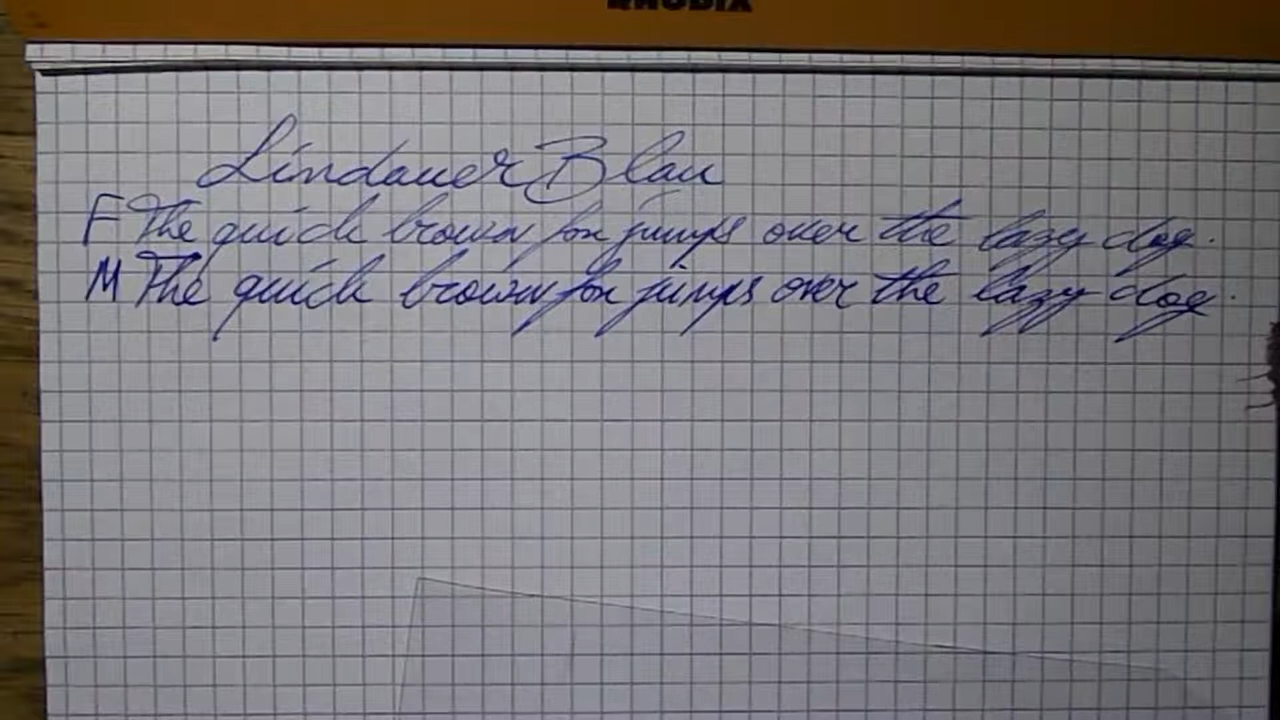 RHODIA
Lindauer Blau
F The quick brown fox jumps over the lazy dog.
M The quick brown fox jumps over the lazy dog.